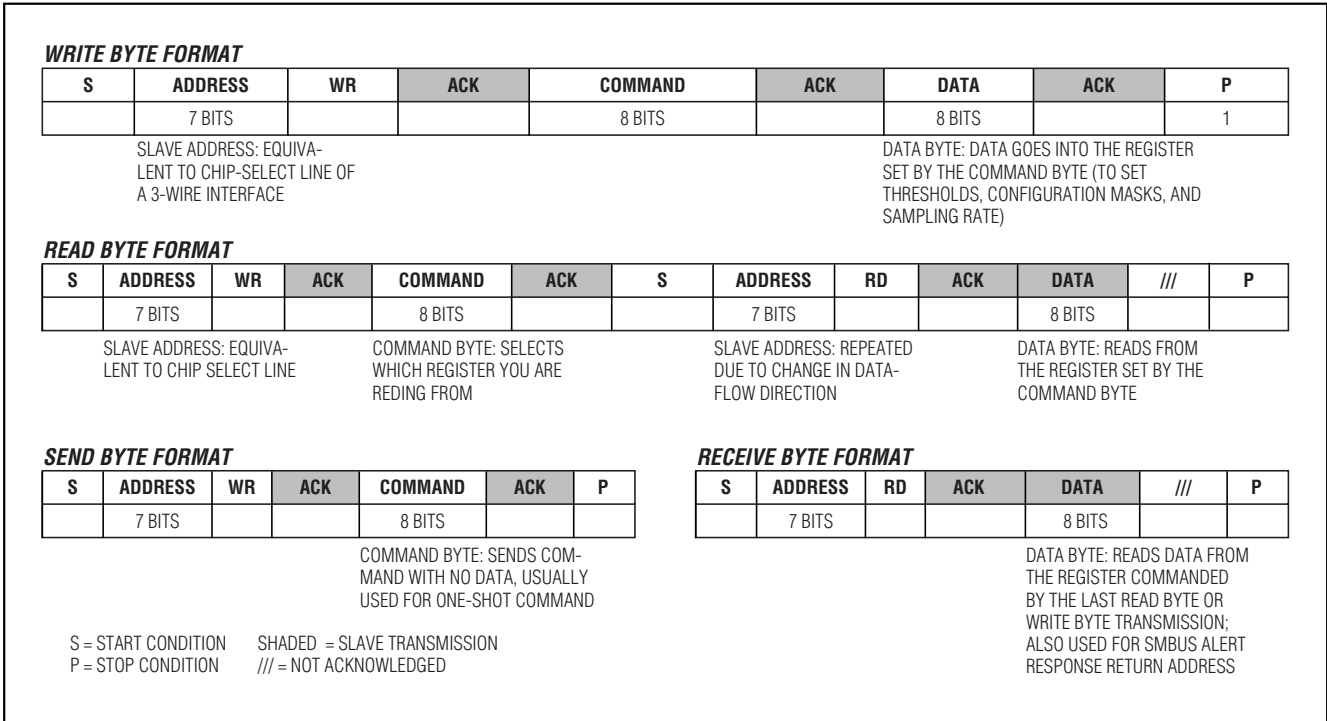 WRITE BYTE FORMAT
S ADDRESS WR ACK COMMAND ACK DATA ACK P
7 BITS 8 BITS 8 BITS 1
SLAVE ADDRESS: EQUIVA-
LENT TO CHIP-SELECT LINE OF
A 3-WIRE INTERFACE
DATA BYTE: DATA GOES INTO THE REGISTER
SET BY THE COMMAND BYTE (TO SET
THRESHOLDS, CONFIGURATION MASKS, AND
SAMPLING RATE)
READ BYTE FORMAT
S ADDRESS WR ACK COMMAND ACK S ADDRESS RD ACK DATA /// P
7 BITS 8 BITS 7 BITS 8 BITS
SLAVE ADDRESS: EQUIVA-
LENT TO CHIP SELECT LINE
COMMAND BYTE: SELECTS
WHICH REGISTER YOU ARE
REDING FROM
SLAVE ADDRESS: REPEATED
DUE TO CHANGE IN DATA-
FLOW DIRECTION
DATA BYTE: READS FROM
THE REGISTER SET BY THE
COMMAND BYTE
SEND BYTE FORMAT
S ADDRESS WR ACK COMMAND ACK P
7 BITS 8 BITS
COMMAND BYTE: SENDS COM-
MAND WITH NO DATA, USUALLY
USED FOR ONE-SHOT COMMAND
RECEIVE BYTE FORMAT
S ADDRESS RD ACK DATA /// P
7 BITS 8 BITS
DATA BYTE: READS DATA FROM
THE REGISTER COMMANDED
BY THE LAST READ BYTE OR
WRITE BYTE TRANSMISSION;
ALSO USED FOR SMBUS ALERT
RESPONSE RETURN ADDRESS
S = START CONDITION SHADED = SLAVE TRANSMISSION
P = STOP CONDITION /// = NOT ACKNOWLEDGED